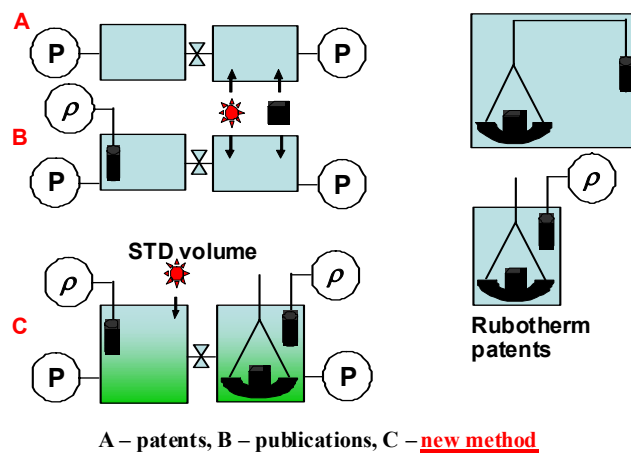 A
P
P
ρ
B
P
P
ρ
STD volume
ρ
ρ
C
P
P
Rubotherm
patents
A – patents, B – publications, C – new method